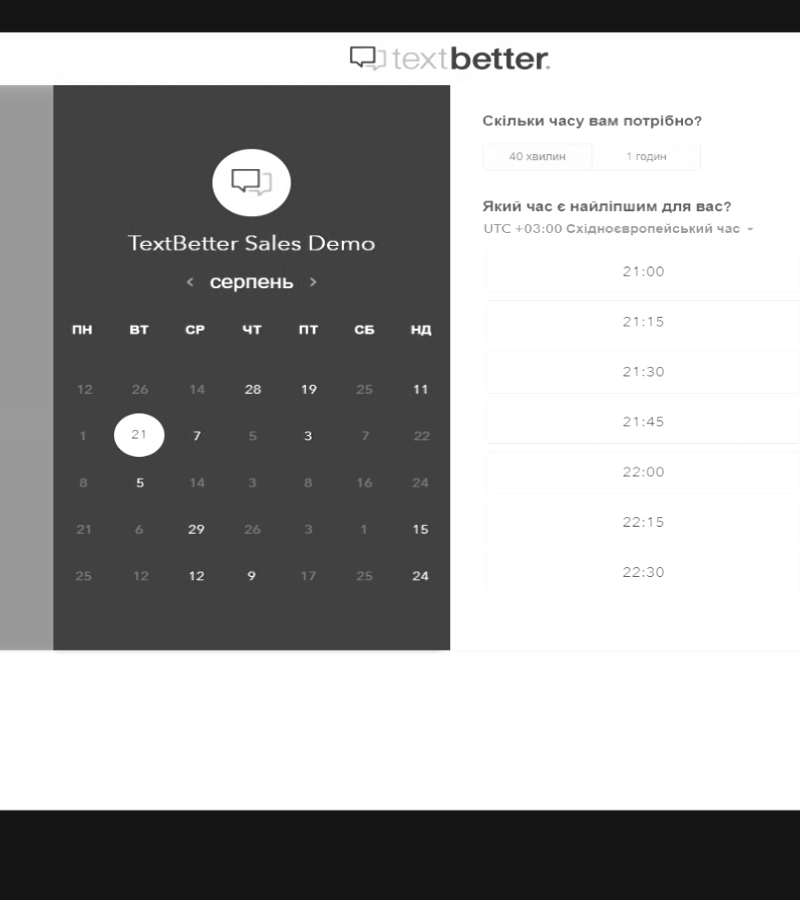 textbetter.
TextBetter Sales Demo
‹ серпень ›
ПН ВТ СР ЧТ ПТ СБ НД
12 26 14 28 19 25 11
1 21 7 5 3 7 22
8 5 14 3 8 16 24
21 6 29 26 3 1 15
25 12 12 9 17 25 24
Скільки часу вам потрібно?
40 хвилин 1 годин
Який час є найліпшим для вас?
UTC +03:00 Східноєвропейський час
21:00
21:15
21:30
21:45
22:00
22:15
22:30